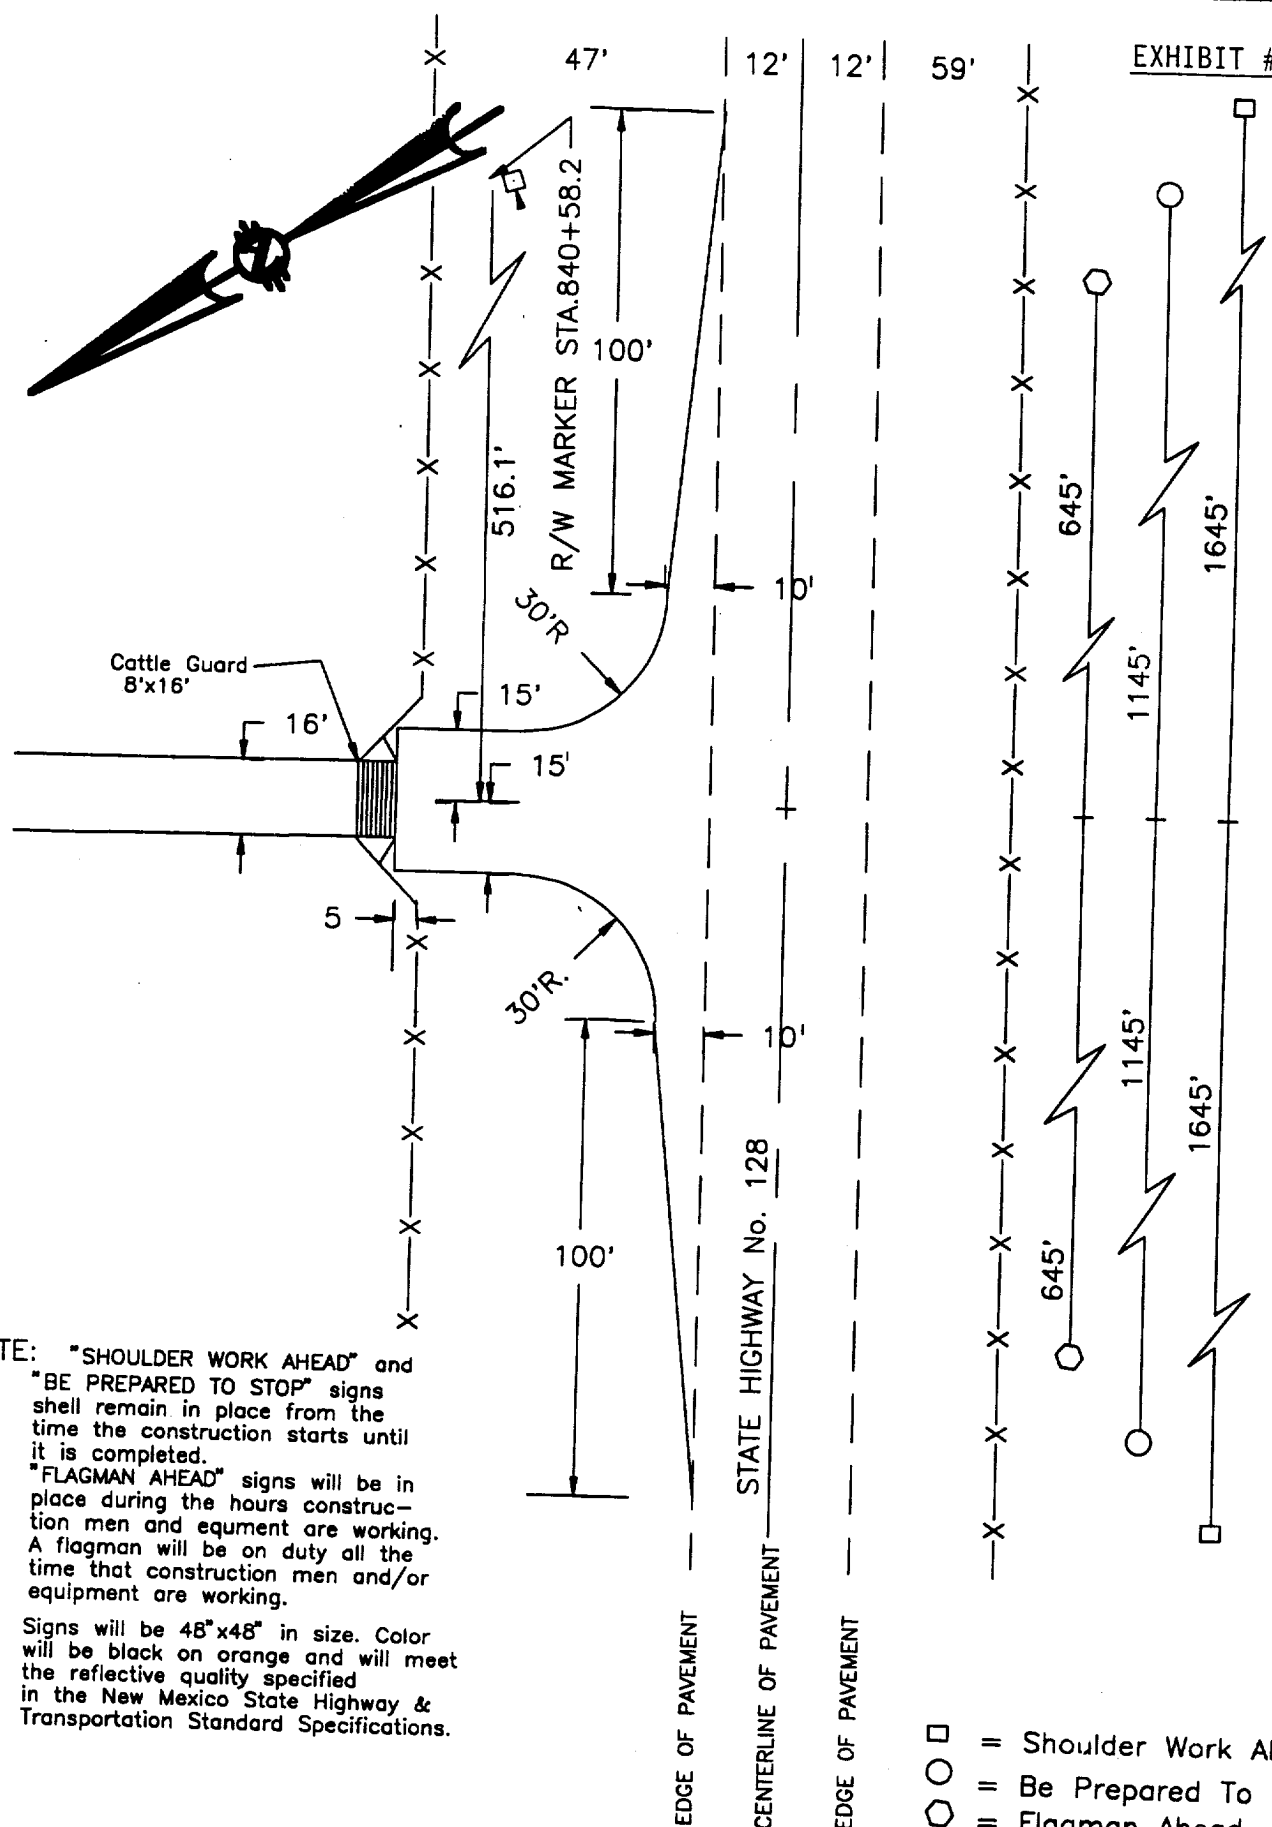 47'
12'
12'
59'
EXHIBIT #
R/W MARKER STA.840+58.2
100'
516.1'
10'
30'R
645'
1145'
1645'
Cattle Guard
8'x16'
16'
15'
15'
5
30'R.
10'
100'
STATE HIGHWAY No. 128
645'
1145'
1645'
TE: "SHOULDER WORK AHEAD" and
"BE PREPARED TO STOP" signs
shell remain in place from the
time the construction starts until
it is completed.
"FLAGMAN AHEAD" signs will be in
place during the hours construc-
tion men and equment are working.
A flagman will be on duty all the
time that construction men and/or
equipment are working.
Signs will be 48"x48" in size. Color
will be black on orange and will meet
the reflective quality specified
in the New Mexico State Highway &
Transportation Standard Specifications.
EDGE OF PAVEMENT
CENTERLINE OF PAVEMENT
EDGE OF PAVEMENT
= Shoulder Work A
= Be Prepared To
= Flagman Ahead